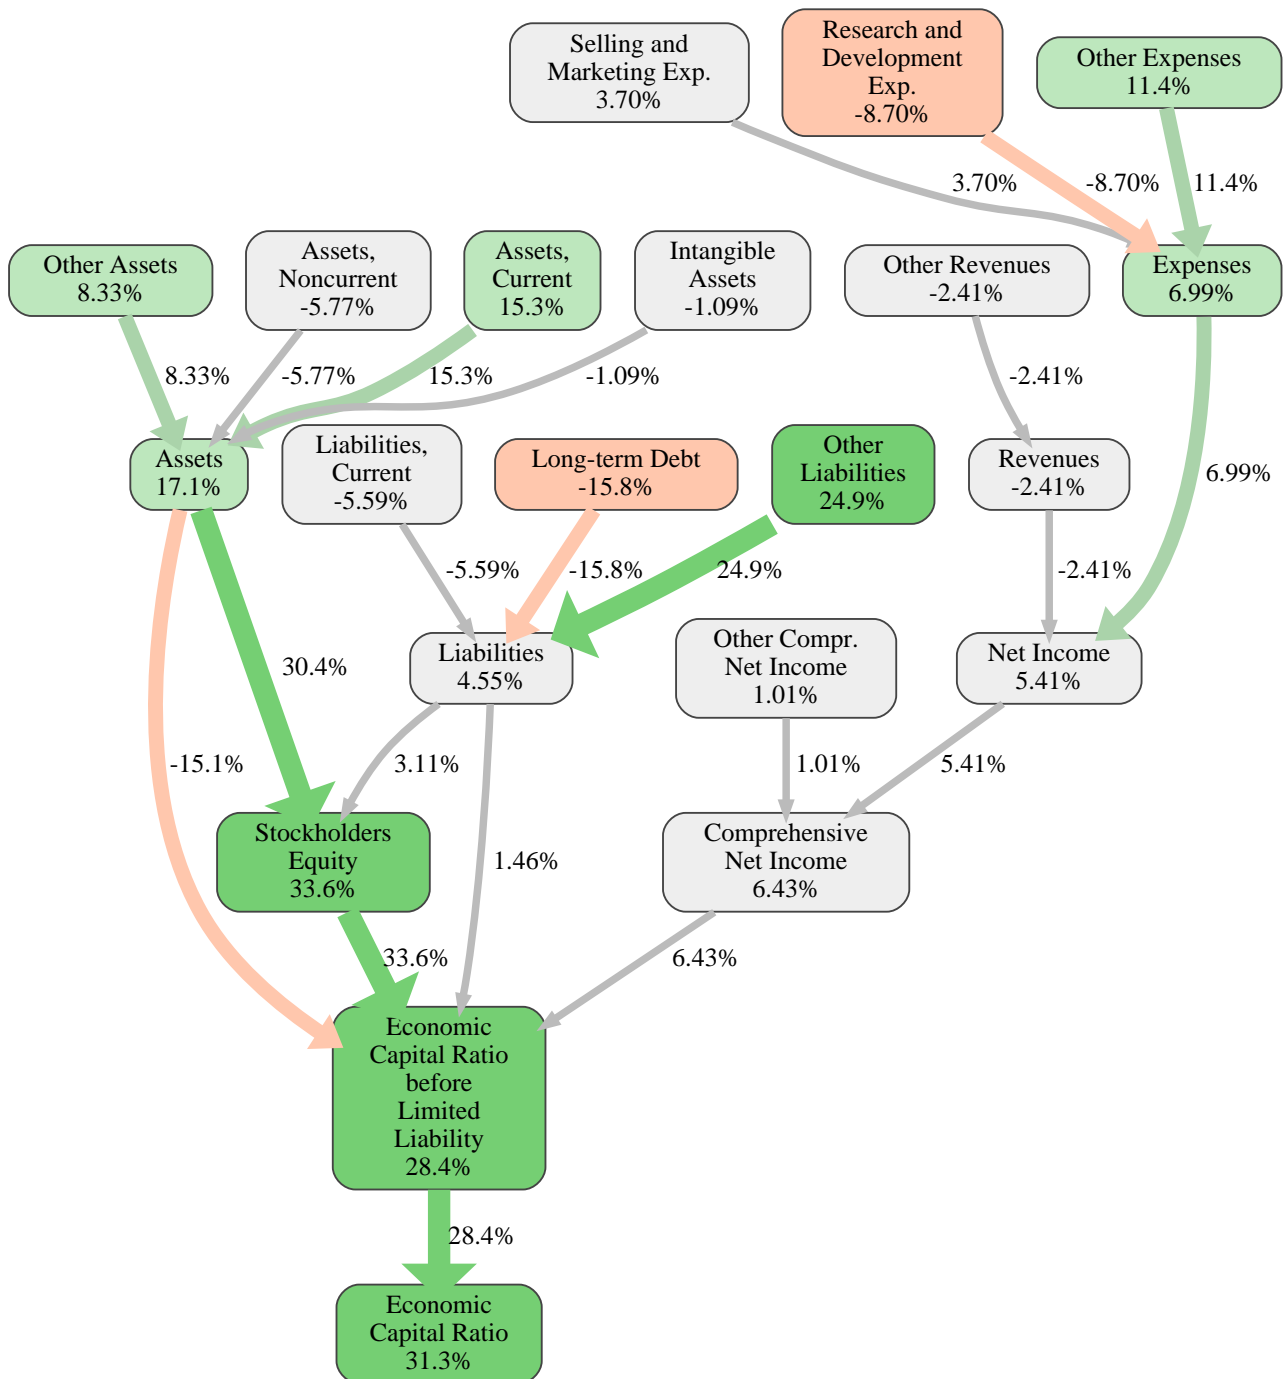 Selling and
Marketing Exp.
3.70%
Research and
Development
Exp.
-8.70%
Other Expenses
11.4%
3.70%
-8.70%
11.4%
Other Assets
8.33%
Assets,
Noncurrent
-5.77%
Assets,
Current
15.3%
Intangible
Assets
-1.09%
Other Revenues
-2.41%
Expenses
6.99%
8.33%
-5.77%
15.3%
-1.09%
-2.41%
6.99%
Assets
17.1%
Liabilities,
Current
-5.59%
Long-term Debt
-15.8%
Other
Liabilities
24.9%
Revenues
-2.41%
-5.59%
-15.8%
24.9%
-2.41%
30.4%
Liabilities
4.55%
Other Compr.
Net Income
1.01%
Net Income
5.41%
-15.1%
3.11%
1.01%
5.41%
Stockholders
Equity
33.6%
1.46%
Comprehensive
Net Income
6.43%
33.6%
6.43%
Economic
Capital Ratio
before
Limited
Liability
28.4%
28.4%
Economic
Capital Ratio
31.3%